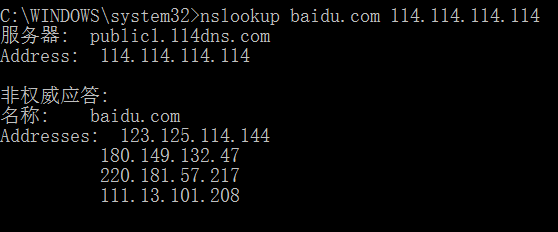 C:\WINDOWS\system32>nslookup baidu.com 114.114.114.114
服务器:  public1.114dns.com
Address:  114.114.114.114
非权威应答:
名称:    baidu.com
Addresses:  123.125.114.144
180.149.132.47
220.181.57.217
111.13.101.208